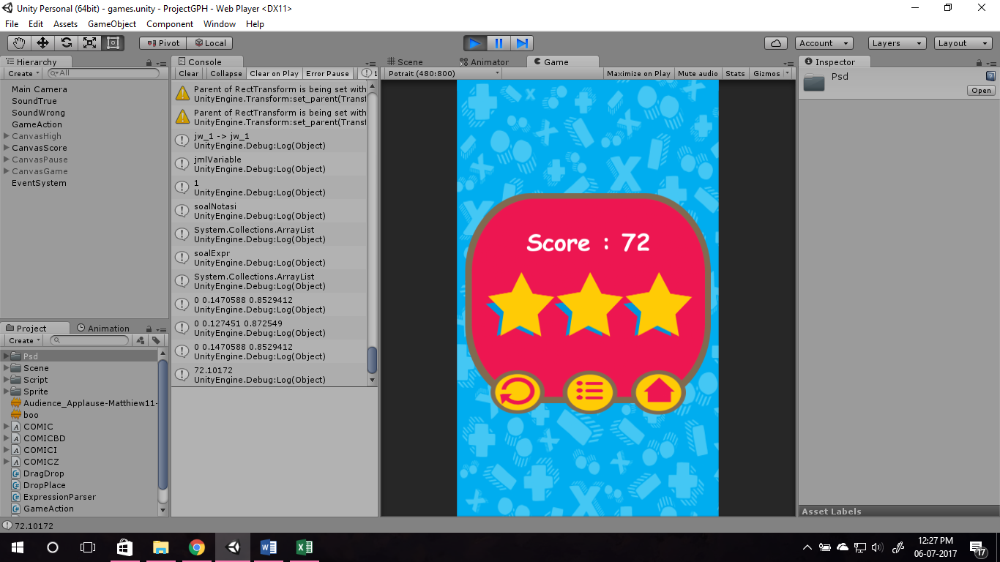 Unity Personal (64bit) - games.unity - ProjectGPH - Web Player <DX11>
File Edit Assets GameObject Component Window Help
Pivot Local Account Layers Layout
Hierarchy
Create All
Main Camera
SoundTrue
SoundWrong
GameAction
CanvasHigh
CanvasScore
CanvasPause
CanvasGame
EventSystem
Project Animation
Create
Psd
Scene
Script
Sprite
Audience_Applause-Matthiew11-
boo
COMIC
COMICBD
COMICI
COMICZ
DragDrop
DropPlace
ExpressionParser
GameAction
Console
Clear Collapse Clear on Play Error Pause 1
Parent of RectTransform is being set with
UnityEngine.Transform:set_parent(Transf
Parent of RectTransform is being set with
UnityEngine.Transform:set_parent(Transf
jw_1 -> jw_1
UnityEngine.Debug:Log(Object)
jmlVariable
UnityEngine.Debug:Log(Object)
1
UnityEngine.Debug:Log(Object)
soalNotasi
UnityEngine.Debug:Log(Object)
System.Collections.ArrayList
UnityEngine.Debug:Log(Object)
soalExpr
UnityEngine.Debug:Log(Object)
System.Collections.ArrayList
UnityEngine.Debug:Log(Object)
0 0.1470588 0.8529412
UnityEngine.Debug:Log(Object)
0 0.127451 0.872549
UnityEngine.Debug:Log(Object)
0 0.1470588 0.8529412
UnityEngine.Debug:Log(Object)
72.10172
UnityEngine.Debug:Log(Object)
Scene Animator Game
Potrait (480:800) Maximize on Play Mute audio Stats Gizmos
Score : 72
Inspector
Psd
Open
Asset Labels
72.10172
12:27 PM
06-07-2017
17